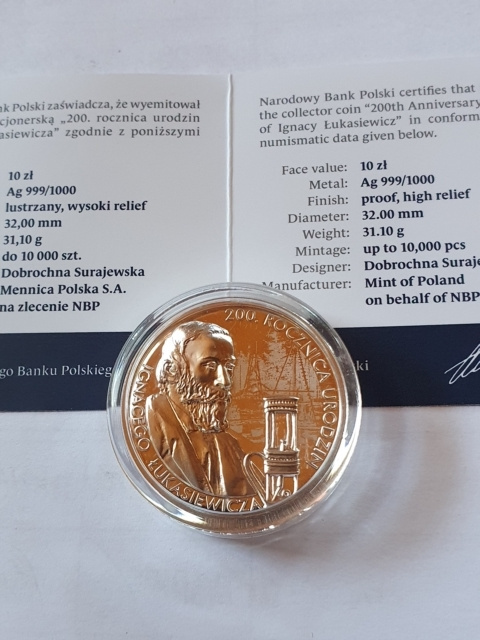 k Polski zaświadcza, że wyemitował
cjonerską „200. rocznica urodzin
asiewicza” zgodnie z poniższymi
10 zł
Ag 999/1000
lustrzany, wysoki relief
32,00 mm
31,10 g
do 10 000 szt.
Dobrochna Surajewska
Mennica Polska S.A.
na zlecenie NBP
go Banku Polskiego
Narodowy Bank Polski certifies that
the collector coin “200th Anniversary
of Ignacy Łukasiewicz” in conform
numismatic data given below.
Face value: 10 zł
Metal: Ag 999/1000
Finish: proof, high relief
Diameter: 32.00 mm
Weight: 31.10 g
Mintage: up to 10,000 pcs
Designer: Dobrochna Suraje
Manufacturer: Mint of Poland
on behalf of NBP
ski
200. ROCZNICA URODZIN
IGNACEGO ŁUKASIEWICZA